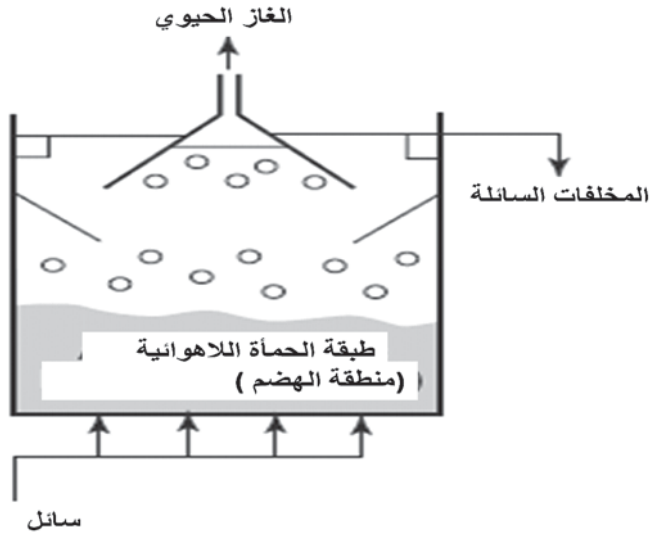 الغاز الحيوي
المخلفات السائلة
طبقة الحمأة اللاهوائية
(منطقة الهضم )
سائل